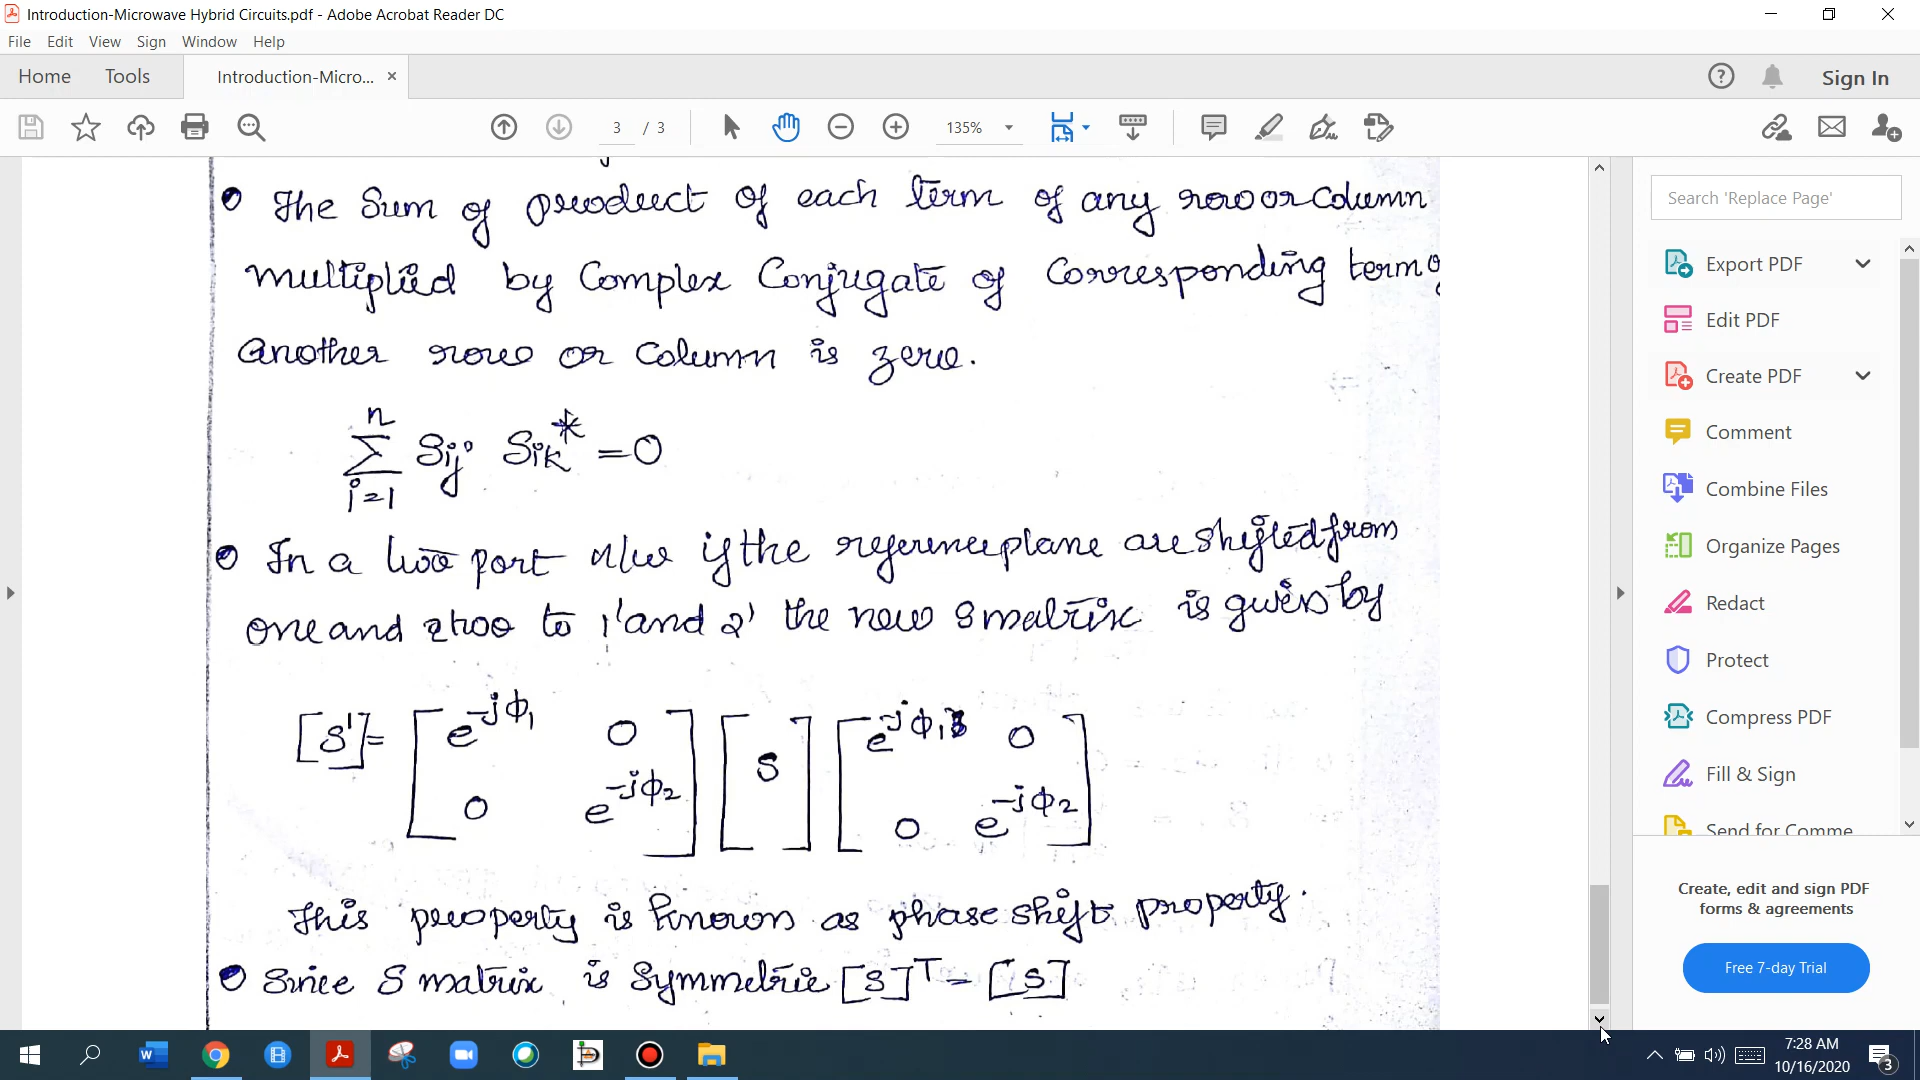 Introduction-Microwave Hybrid Circuits.pdf - Adobe Acrobat Reader DC
File Edit View Sign Window Help
Home Tools Introduction-Micro... × Sign In
3 / 3 135%
• The Sum of product of each term of any row or Column
multiplied by Complex Conjugate of Corresponding term o
another row or Column is zero.
n
∑ Sij Sik* = 0
i=1
• In a two port n/w if the reference plane are shifted from
one and two to 1' and 2' the new S matrix is given by
[S'] = [ e^-jφ1 0 ] [ S ] [ e^-jφ1 0 ]
[ 0 e^-jφ2 ] [ 0 e^-jφ2 ]
This property is known as phase shift property.
• Since S matrix is Symmetric [S]^T = [S]
Search 'Replace Page'
Export PDF
Edit PDF
Create PDF
Comment
Combine Files
Organize Pages
Redact
Protect
Compress PDF
Fill & Sign
Send for Comme
Create, edit and sign PDF
forms & agreements
Free 7-day Trial
7:28 AM
10/16/2020
3